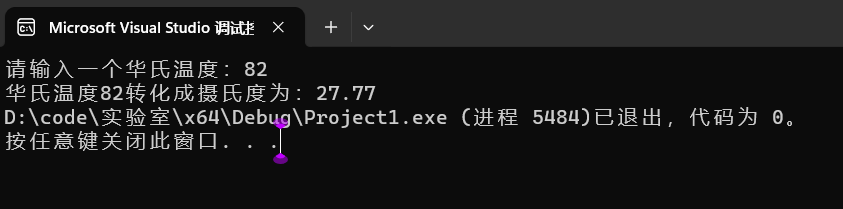 Microsoft Visual Studio 调试
请输入一个华氏温度：82
华氏温度82转化成摄氏度为：27.77
D:\code\实验室\x64\Debug\Project1.exe (进程 5484)已退出，代码为 0。
按任意键关闭此窗口. . .